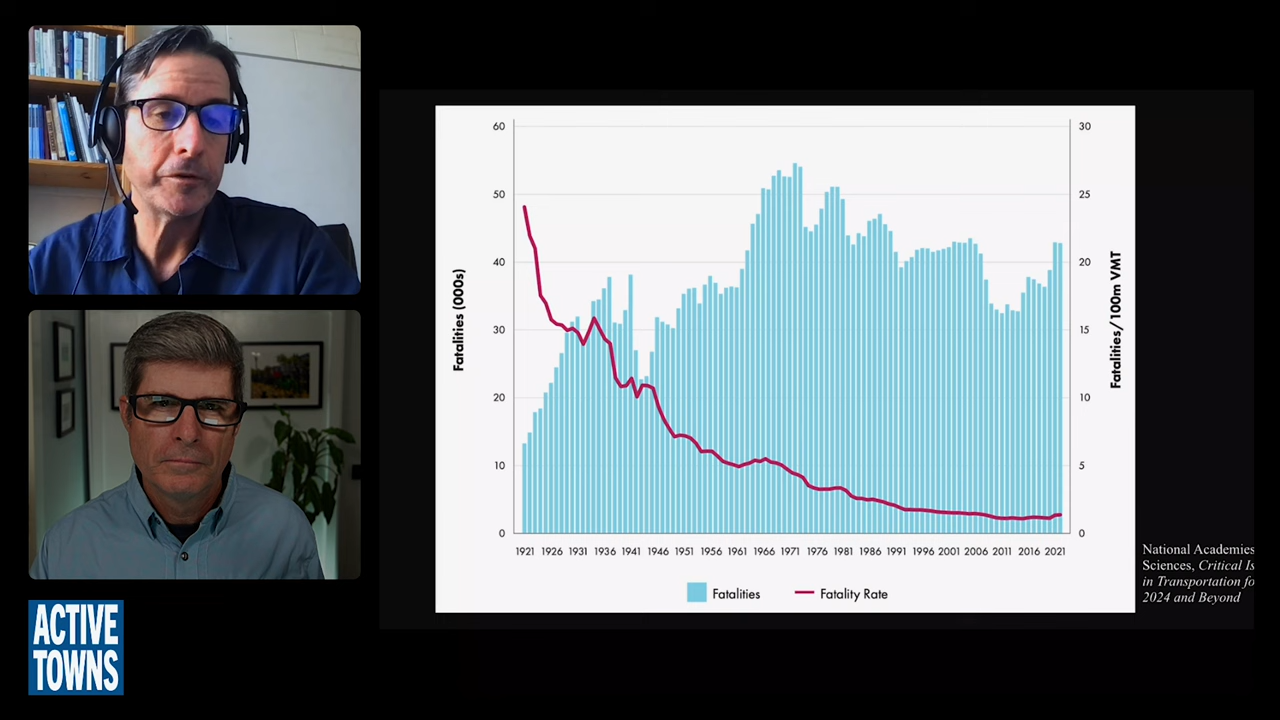 ACTIVE
TOWNS
60
50
40
30
20
10
0
Fatalities (000s)
30
25
20
15
10
5
0
Fatalities/100m VMT
1921 1926 1931 1936 1941 1946 1951 1956 1961 1966 1971 1976 1981 1986 1991 1996 2001 2006 2011 2016 2021
Fatalities Fatality Rate
National Academies
Sciences, Critical Is
in Transportation fo
2024 and Beyond